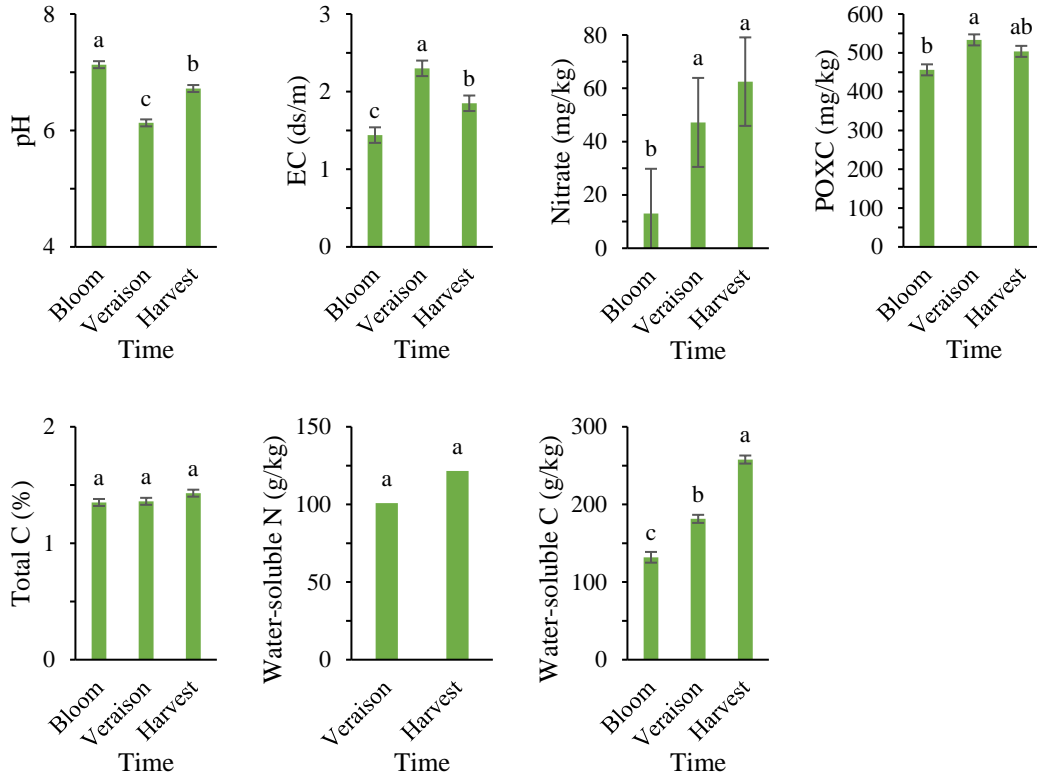 pH
8
6
4
a
c
b
Bloom
Veraison
Harvest
Time
EC (ds/m)
3
2
1
0
c
a
b
Bloom
Veraison
Harvest
Time
Nitrate (mg/kg)
80
60
40
20
0
b
a
a
Bloom
Veraison
Harvest
Time
POXC (mg/kg)
600
500
400
300
200
100
0
b
a
ab
Bloom
Veraison
Harvest
Time
Total C (%)
2
1
0
a
a
a
Bloom
Veraison
Harvest
Time
Water-soluble N (g/kg)
150
100
50
0
a
a
Veraison
Harvest
Time
Water-soluble C (g/kg)
300
200
100
0
c
b
a
Bloom
Veraison
Harvest
Time